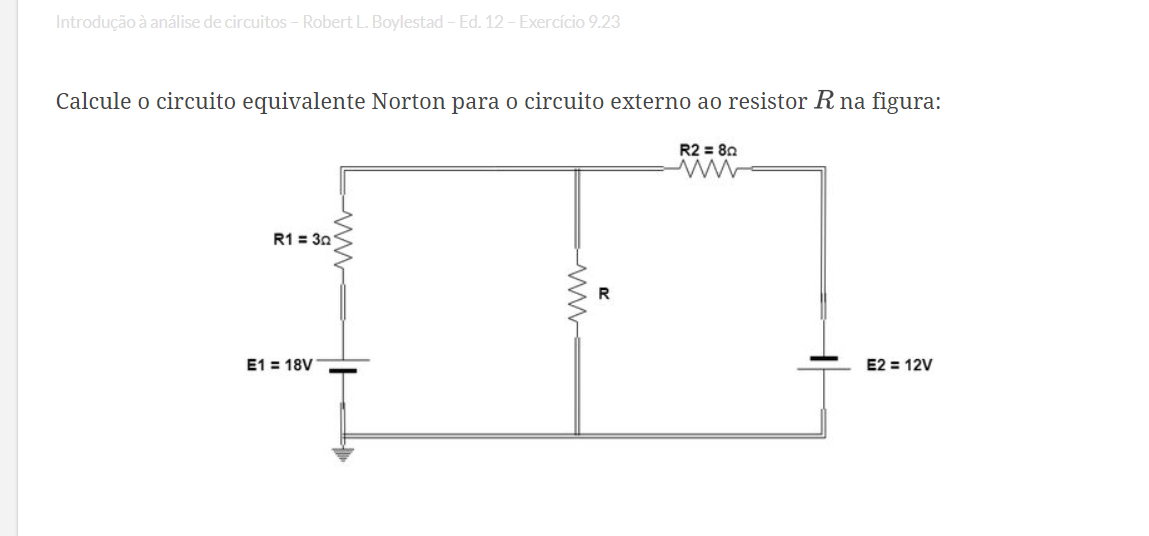 Introdução à análise de circuitos – Robert L. Boylestad – Ed. 12 – Exercício 9.23
Calcule o circuito equivalente Norton para o circuito externo ao resistor R na figura:
R2 = 8Ω
R1 = 3Ω
R
E1 = 18V
E2 = 12V